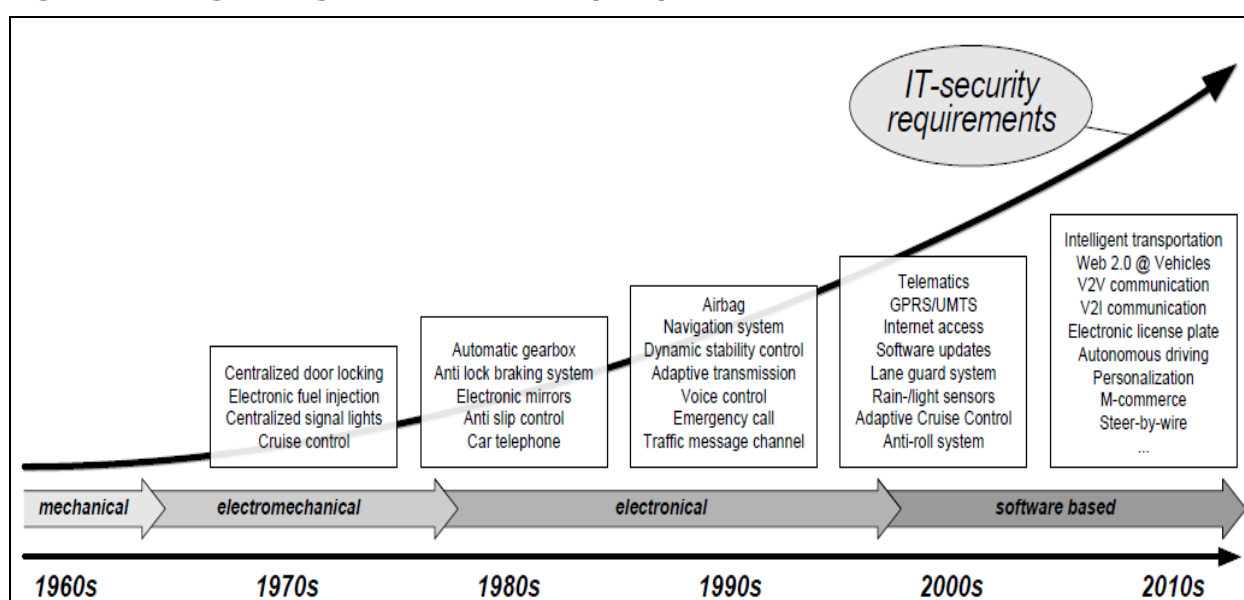 IT-security
requirements
Centralized door locking
Electronic fuel injection
Centralized signal lights
Cruise control
Automatic gearbox
Anti lock braking system
Electronic mirrors
Anti slip control
Car telephone
Airbag
Navigation system
Dynamic stability control
Adaptive transmission
Voice control
Emergency call
Traffic message channel
Telematics
GPRS/UMTS
Internet access
Software updates
Lane guard system
Rain-/light sensors
Adaptive Cruise Control
Anti-roll system
Intelligent transportation
Web 2.0 @ Vehicles
V2V communication
V2I communication
Electronic license plate
Autonomous driving
Personalization
M-commerce
Steer-by-wire
...
mechanical
electromechanical
electronical
software based
1960s
1970s
1980s
1990s
2000s
2010s